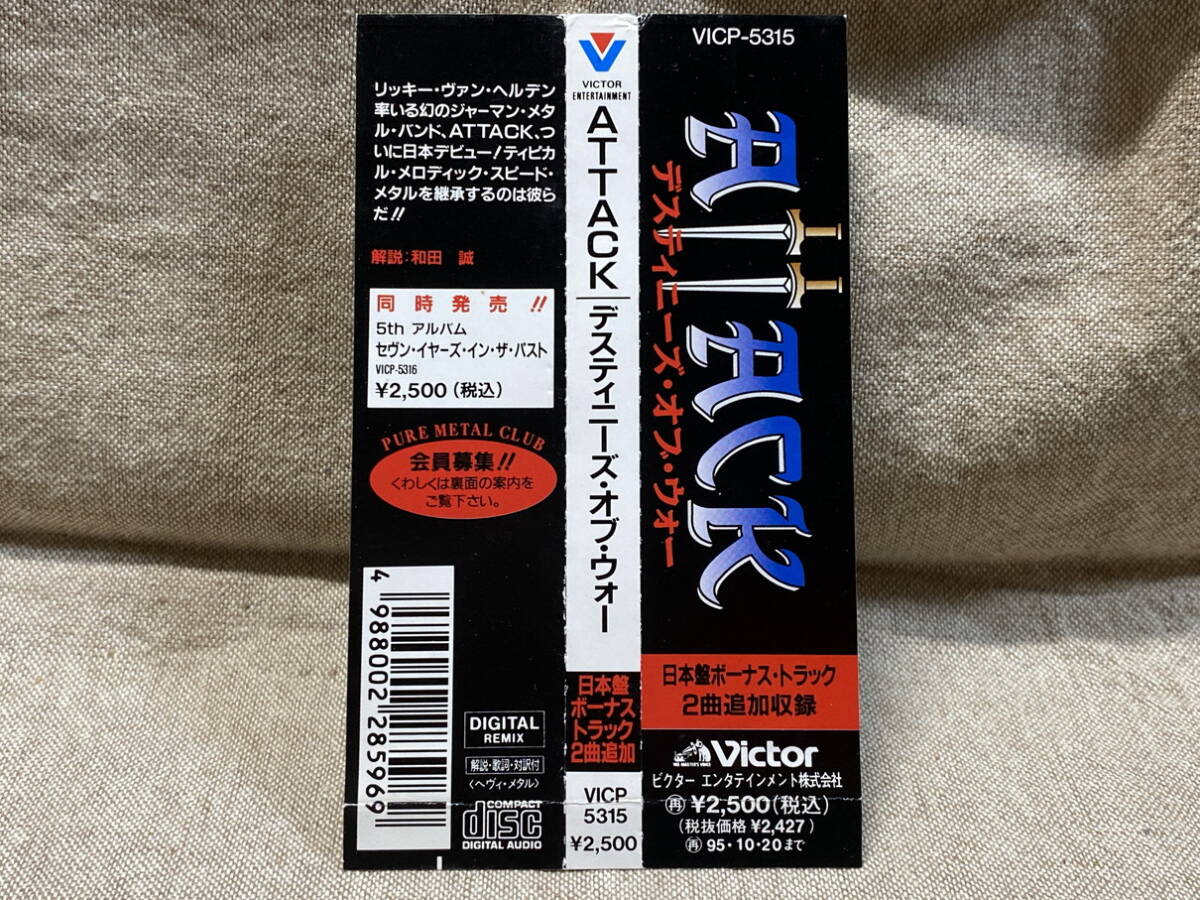 リッキー・ヴァン・ヘルデン
率いる幻のジャーマン・メタ
ル・バンド、ATTACK、つ
いに日本デビュー!ティピカ
ル・メロディック・スピード・
メタルを継承するのは彼ら
だ!!
解説:和田 誠
同時発売!!
5th アルバム
セヴン・イヤーズ・イン・ザ・パスト
VICP-5316
¥2,500(税込)
PURE METAL CLUB
会員募集!!
くわしくは裏面の案内を
ご覧下さい。
4 988002 285969
DIGITAL
REMIX
解説・歌詞・対訳付
〈ヘヴィ・メタル〉
COMPACT
disc
DIGITAL AUDIO
VICTOR
ENTERTAINMENT
ATTACK
デスティニーズ・オブ・ウォー
日本盤
ボーナス
トラック
2曲追加
VICP
5315
¥2,500
VICP-5315
ATTACK
デスティニーズ・オブ・ウォー
日本盤ボーナス・トラック
2曲追加収録
"HIS MASTER'S VOICE"
Victor
ビクター エンタテインメント株式会社
再 ¥2,500(税込)
(税抜価格 ¥2,427)
再 95・10・20まで